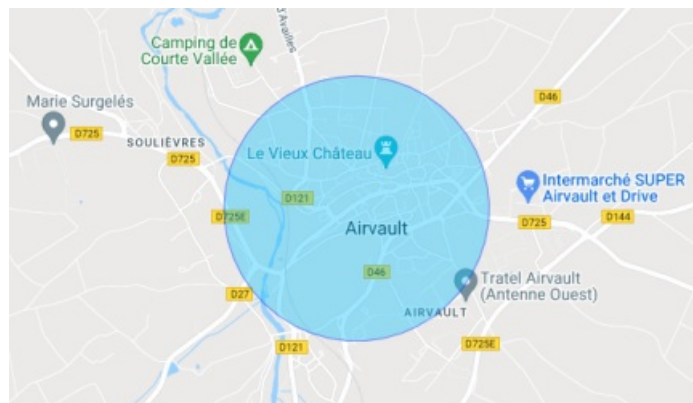 d'Availles
Camping de
Courte Vallée
Marie Surgelés
D46
D725
SOULIÈVRES
D725
Le Vieux Château
Intermarché SUPER
Airvault et Drive
D121
D725E
D725
D144
Airvault
D46
Tratel Airvault
(Antenne Ouest)
D27
AIRVAULT
D121
D725E